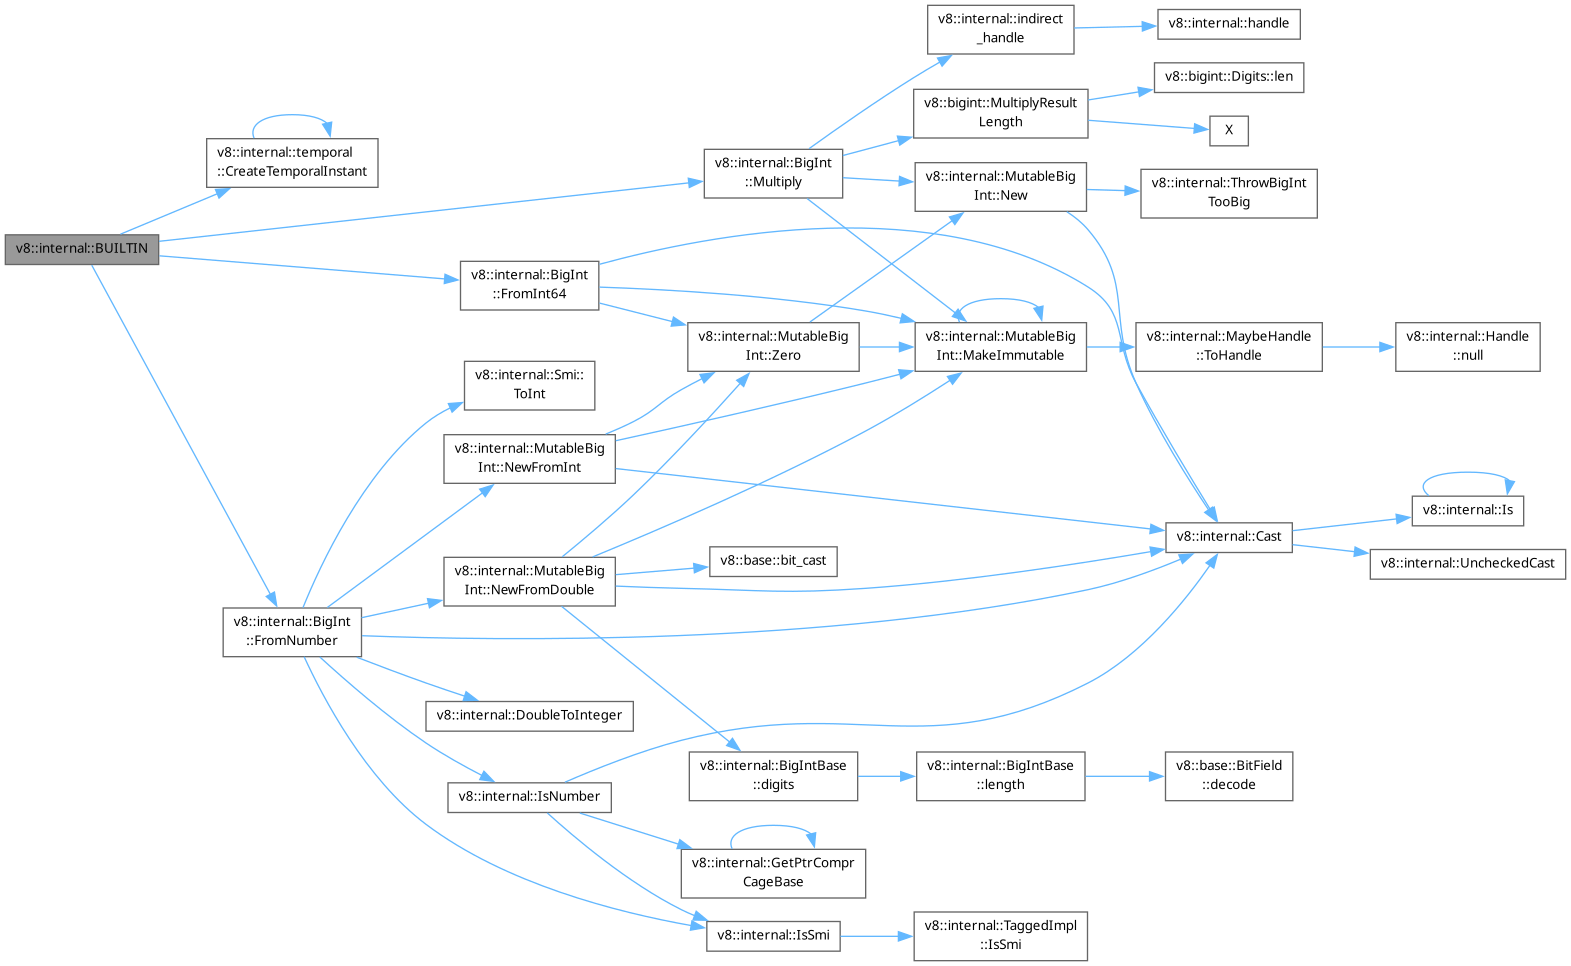 v8::internal::indirect
_handle
v8::internal::handle
v8::bigint::Digits::len
v8::bigint::MultiplyResult
Length
X
v8::internal::temporal
::CreateTemporalInstant
v8::internal::BigInt
::Multiply
v8::internal::MutableBig
Int::New
v8::internal::ThrowBigInt
TooBig
v8::internal::BUILTIN
v8::internal::BigInt
::FromInt64
v8::internal::MutableBig
Int::Zero
v8::internal::MutableBig
Int::MakeImmutable
v8::internal::MaybeHandle
::ToHandle
v8::internal::Handle
::null
v8::internal::Smi::
ToInt
v8::internal::MutableBig
Int::NewFromInt
v8::internal::Is
v8::internal::Cast
v8::internal::UncheckedCast
v8::base::bit_cast
v8::internal::MutableBig
Int::NewFromDouble
v8::internal::BigInt
::FromNumber
v8::internal::DoubleToInteger
v8::internal::BigIntBase
::digits
v8::internal::BigIntBase
::length
v8::base::BitField
::decode
v8::internal::IsNumber
v8::internal::GetPtrCompr
CageBase
v8::internal::IsSmi
v8::internal::TaggedImpl
::IsSmi